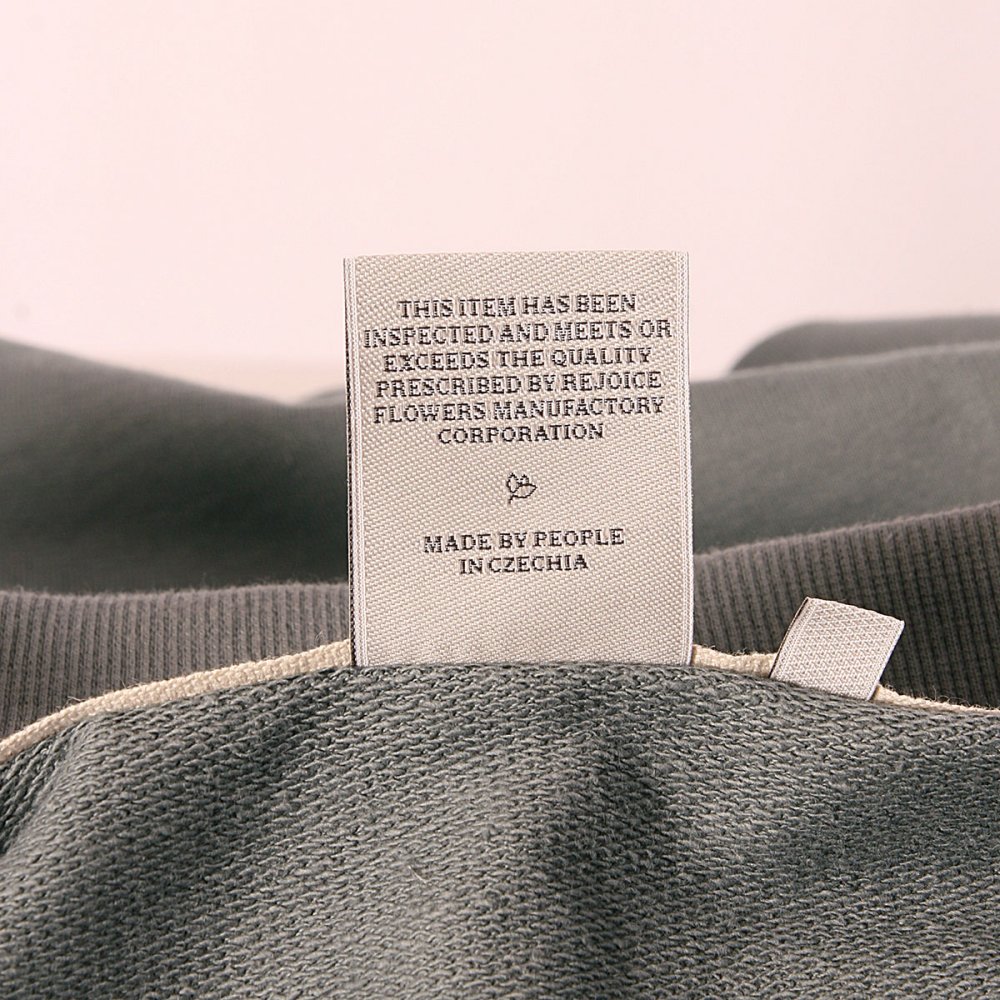 THIS ITEM HAS BEEN
INSPECTED AND MEETS OR
EXCEEDS THE QUALITY
PRESCRIBED BY REJOICE
FLOWERS MANUFACTORY
CORPORATION
MADE BY PEOPLE
IN CZECHIA